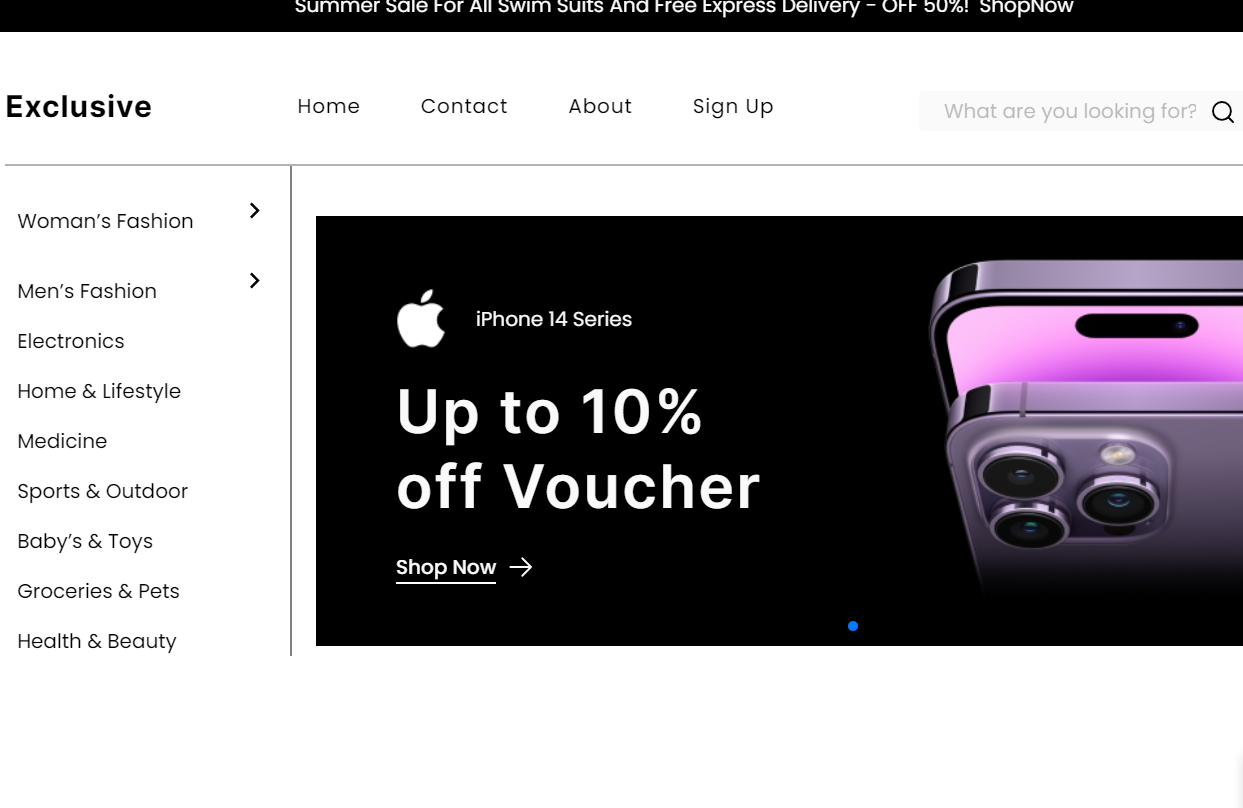 Summer Sale For All Swim Suits And Free Express Delivery - OFF 50%! ShopNow
Exclusive
Home
Contact
About
Sign Up
What are you looking for?
Woman’s Fashion
Men’s Fashion
Electronics
Home & Lifestyle
Medicine
Sports & Outdoor
Baby’s & Toys
Groceries & Pets
Health & Beauty
iPhone 14 Series
Up to 10%
off Voucher
Shop Now